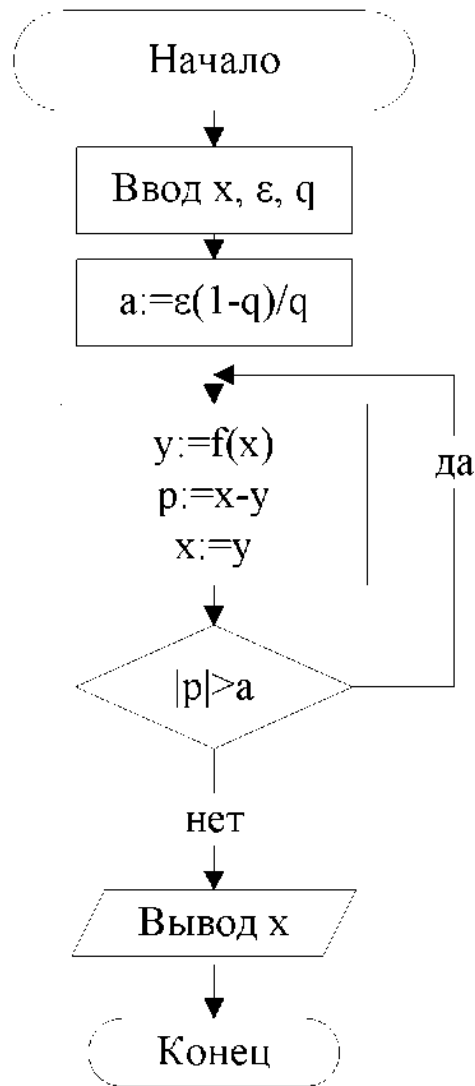 Начало
Ввод x, ε, q
a:=ε(1-q)/q
y:=f(x)
p:=x-y
x:=y
да
|p|>a
нет
Вывод x
Конец